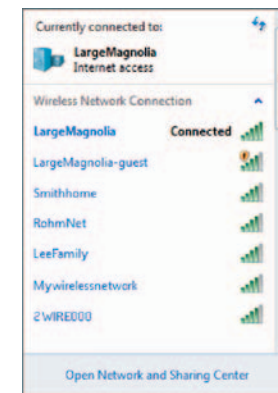 Currently connected to:
LargeMagnolia
Internet access
Wireless Network Connection
LargeMagnolia Connected
LargeMagnolia-guest
Smithhome
RohmNet
LeeFamily
Mywirelessnetwork
2WIRE000
Open Network and Sharing Center